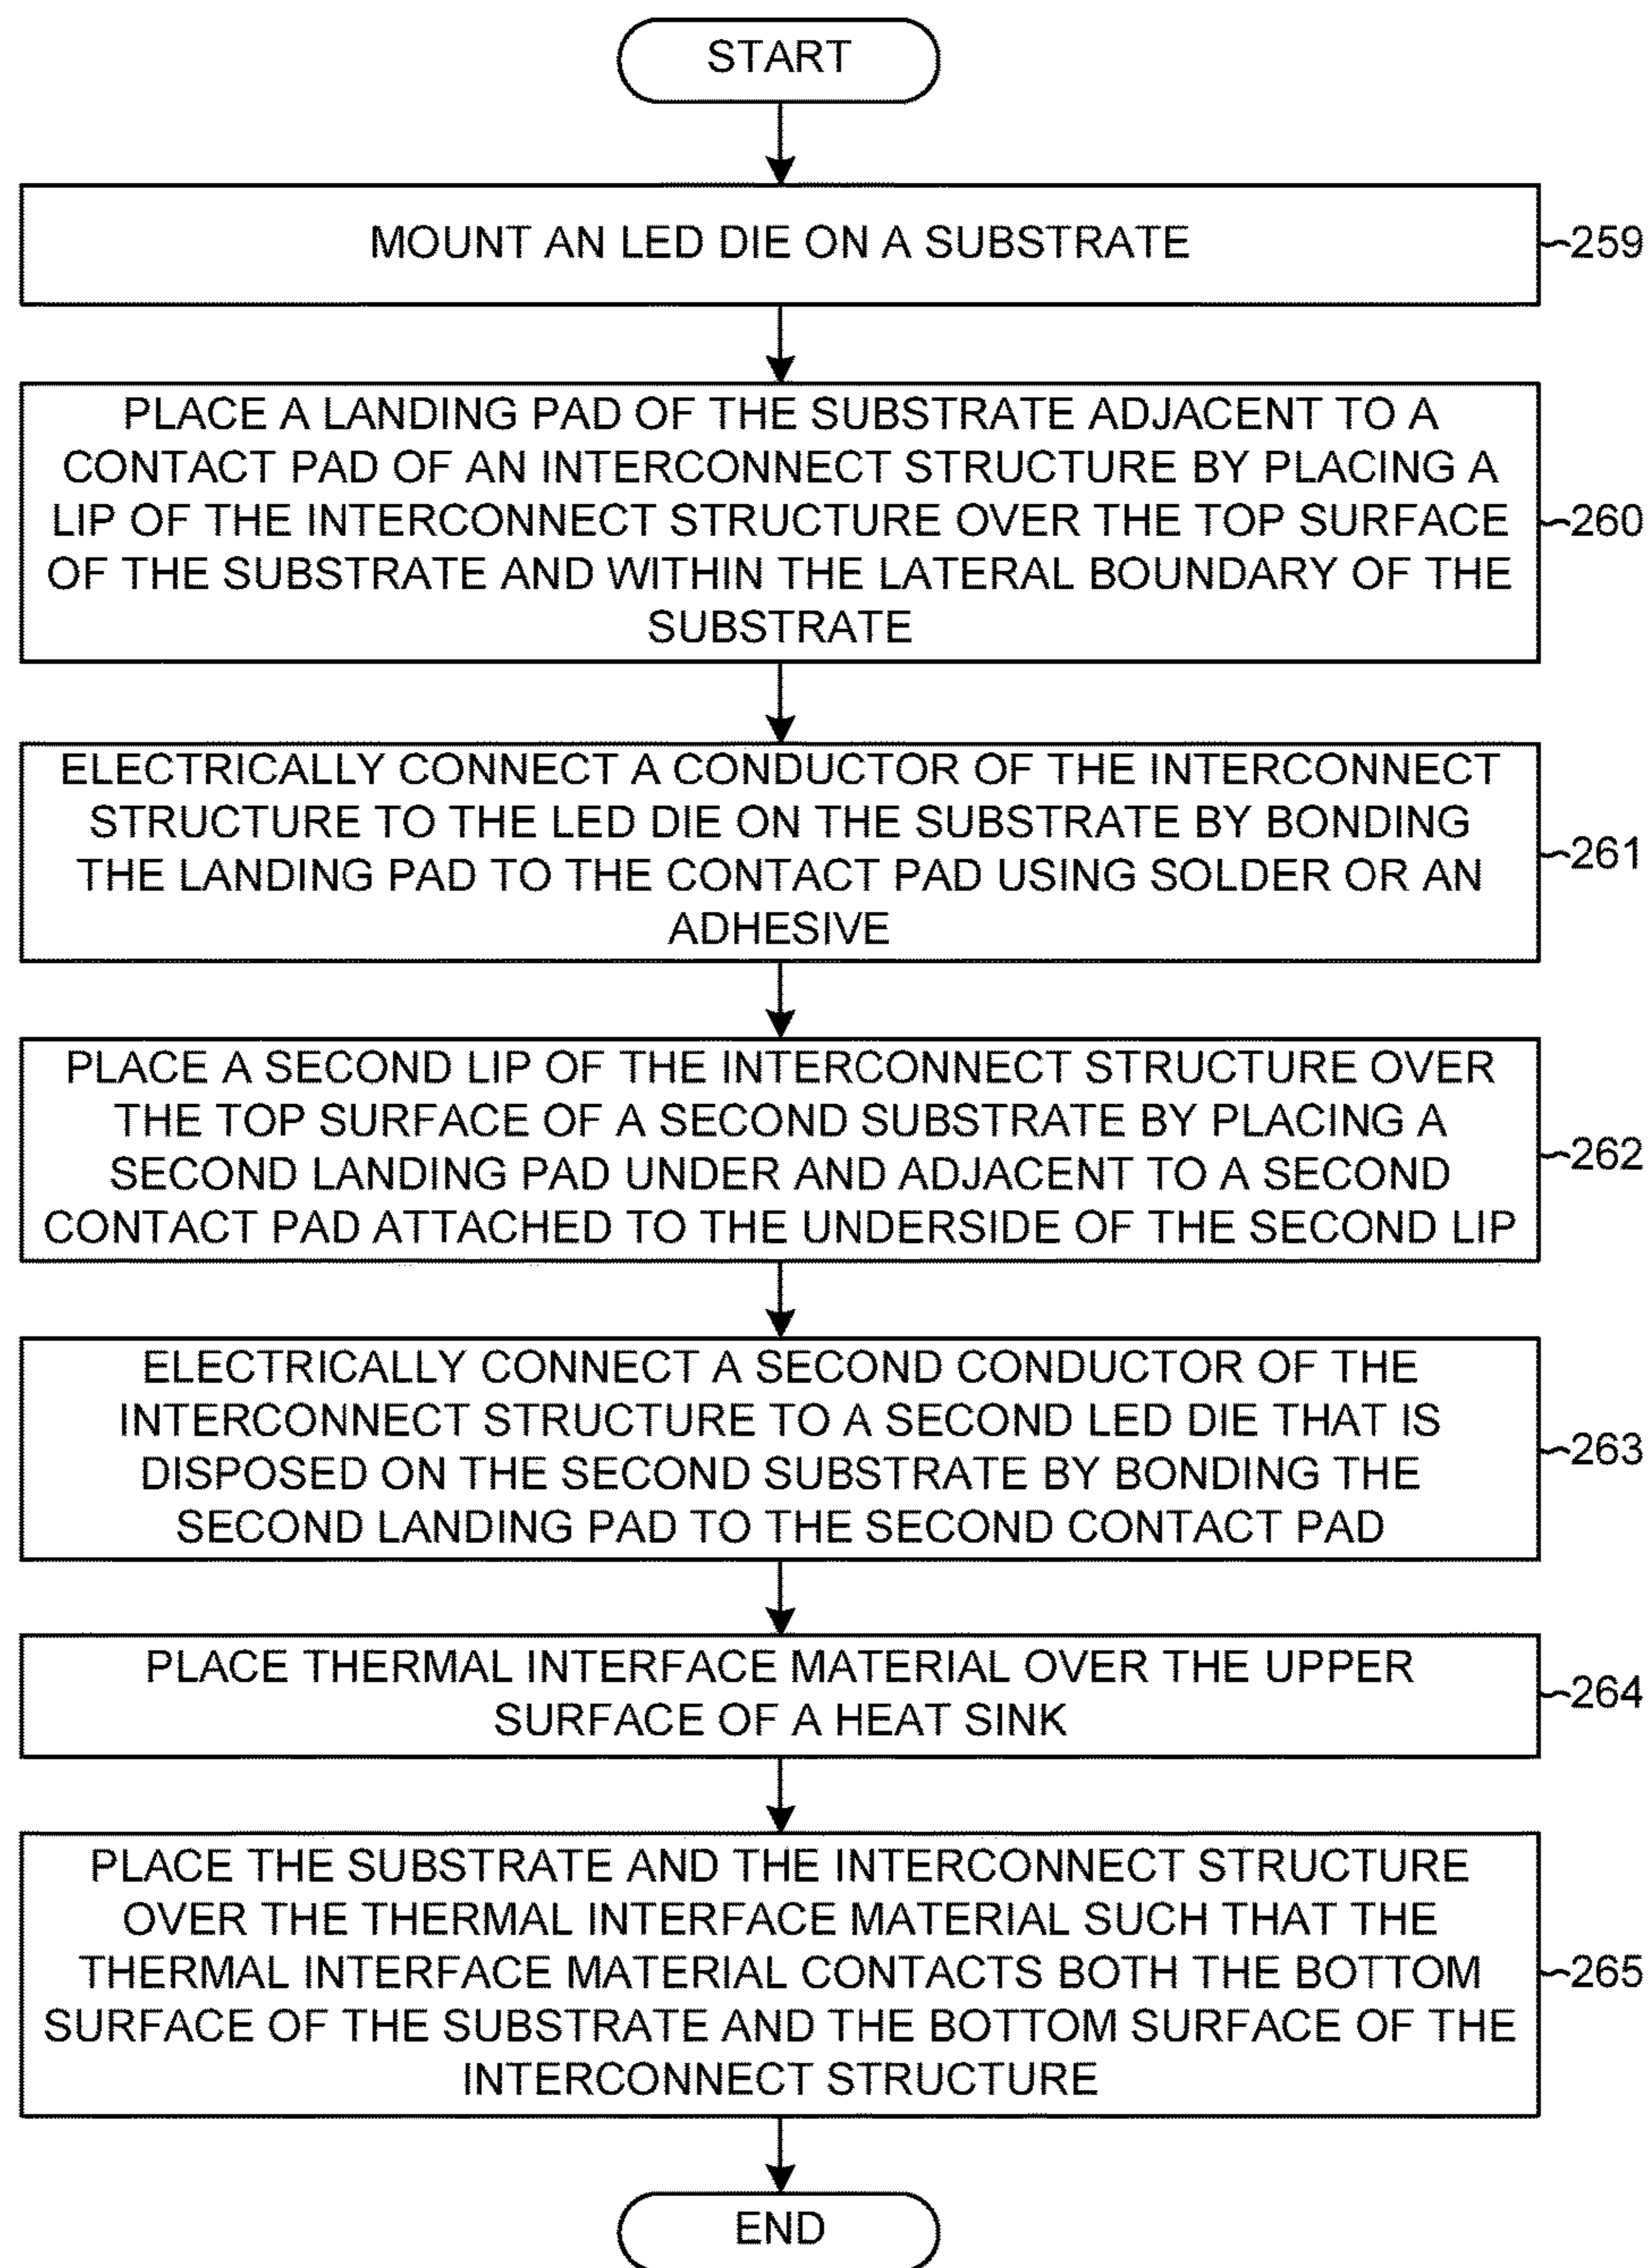 START
MOUNT AN LED DIE ON A SUBSTRATE
259
PLACE A LANDING PAD OF THE SUBSTRATE ADJACENT TO A
CONTACT PAD OF AN INTERCONNECT STRUCTURE BY PLACING A
LIP OF THE INTERCONNECT STRUCTURE OVER THE TOP SURFACE
OF THE SUBSTRATE AND WITHIN THE LATERAL BOUNDARY OF THE
SUBSTRATE
260
ELECTRICALLY CONNECT A CONDUCTOR OF THE INTERCONNECT
STRUCTURE TO THE LED DIE ON THE SUBSTRATE BY BONDING
THE LANDING PAD TO THE CONTACT PAD USING SOLDER OR AN
ADHESIVE
261
PLACE A SECOND LIP OF THE INTERCONNECT STRUCTURE OVER
THE TOP SURFACE OF A SECOND SUBSTRATE BY PLACING A
SECOND LANDING PAD UNDER AND ADJACENT TO A SECOND
CONTACT PAD ATTACHED TO THE UNDERSIDE OF THE SECOND LIP
262
ELECTRICALLY CONNECT A SECOND CONDUCTOR OF THE
INTERCONNECT STRUCTURE TO A SECOND LED DIE THAT IS
DISPOSED ON THE SECOND SUBSTRATE BY BONDING THE
SECOND LANDING PAD TO THE SECOND CONTACT PAD
263
PLACE THERMAL INTERFACE MATERIAL OVER THE UPPER
SURFACE OF A HEAT SINK
264
PLACE THE SUBSTRATE AND THE INTERCONNECT STRUCTURE
OVER THE THERMAL INTERFACE MATERIAL SUCH THAT THE
THERMAL INTERFACE MATERIAL CONTACTS BOTH THE BOTTOM
SURFACE OF THE SUBSTRATE AND THE BOTTOM SURFACE OF THE
INTERCONNECT STRUCTURE
265
END